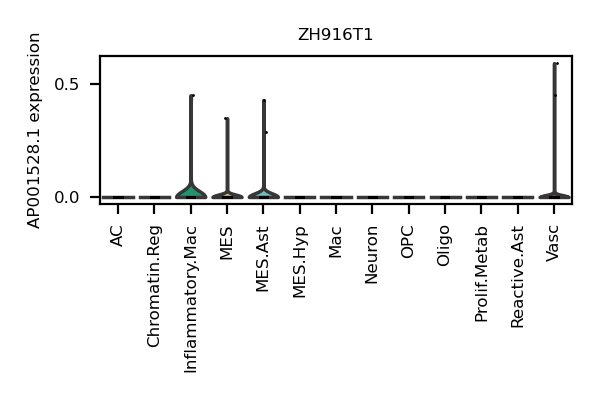 ZH916T1
AP001528.1 expression
0.5
0.0
AC
Chromatin.Reg
Inflammatory.Mac
MES
MES.Ast
MES.Hyp
Mac
Neuron
OPC
Oligo
Prolif.Metab
Reactive.Ast
Vasc